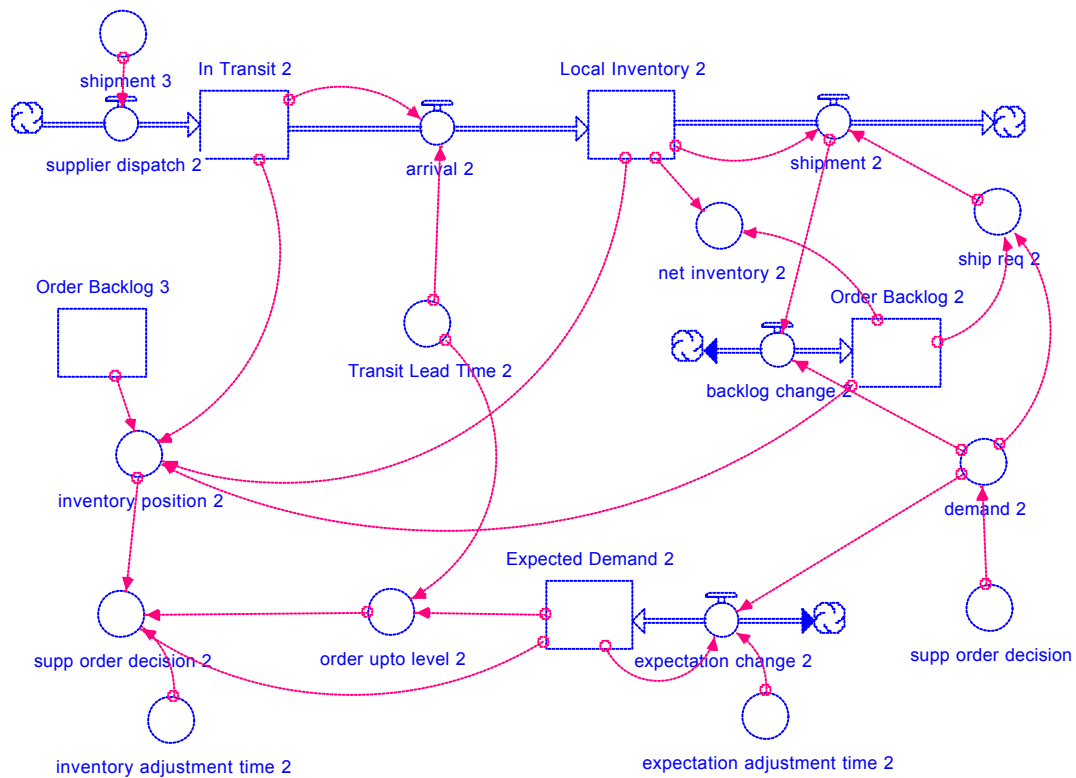 shipment 3
In Transit 2
Local Inventory 2
supplier dispatch 2
arrival 2
shipment 2
net inventory 2
ship req 2
Order Backlog 3
Order Backlog 2
Transit Lead Time 2
backlog change 2
inventory position 2
demand 2
Expected Demand 2
supp order decision 2
order upto level 2
expectation change 2
supp order decision
inventory adjustment time 2
expectation adjustment time 2